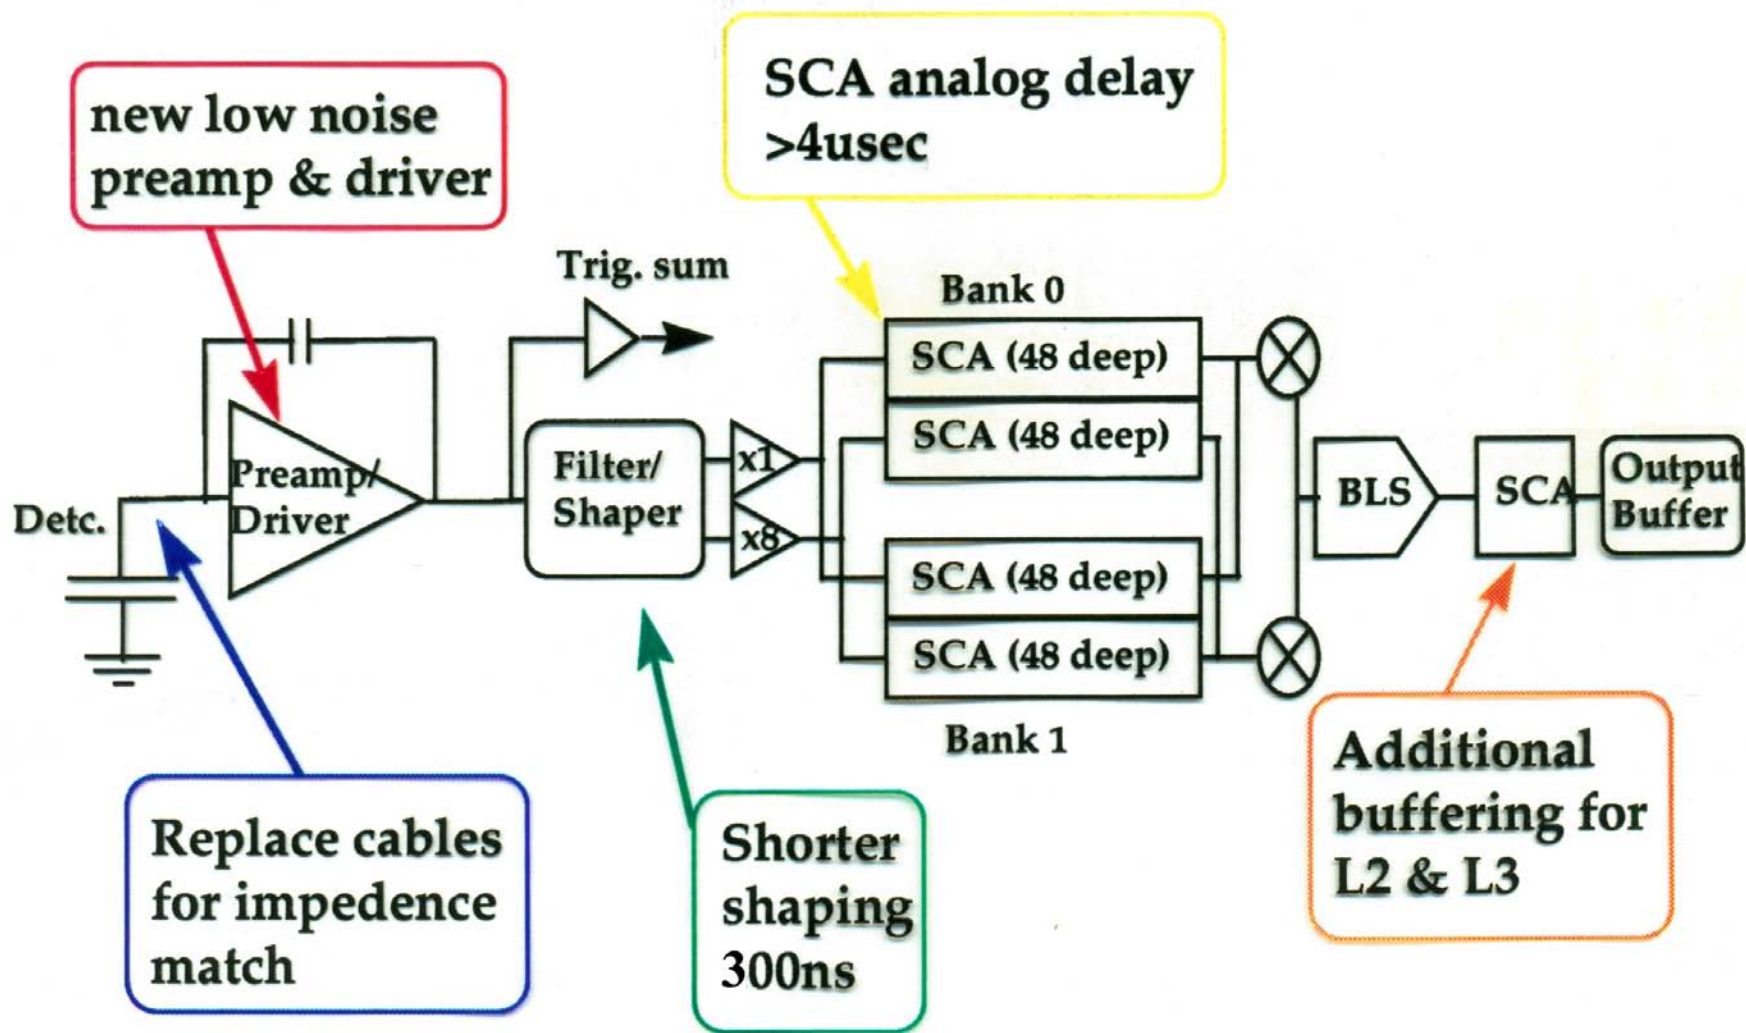 new low noise
preamp & driver
SCA analog delay
>4usec
Trig. sum
Bank 0
SCA (48 deep)
SCA (48 deep)
Preamp/
Driver
Filter/
Shaper
x1
x8
Detc.
BLS
SCA
Output
Buffer
SCA (48 deep)
SCA (48 deep)
Bank 1
Replace cables
for impedence
match
Shorter
shaping
300ns
Additional
buffering for
L2 & L3